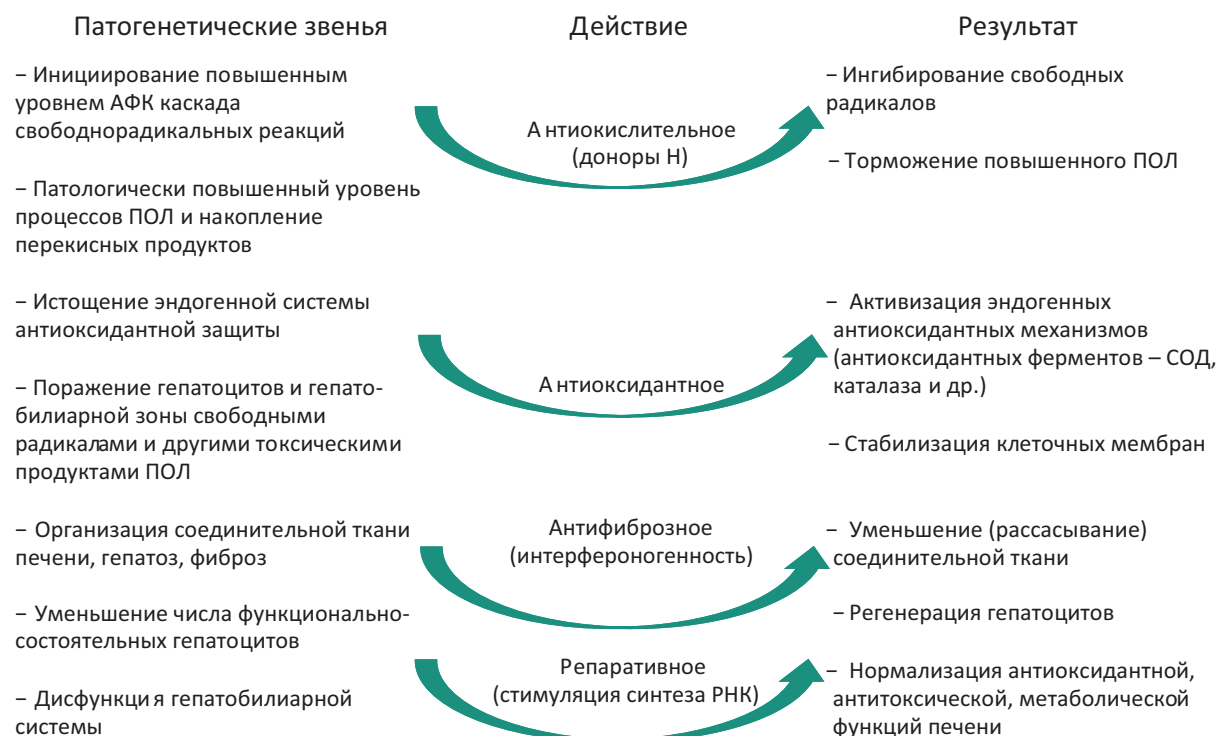 Патогенетические звенья
Действие
Результат
– Инициирование повышенным
уровнем АФК каскада
свободнорадикальных реакций
Антиокислительное
(доноры Н)
– Ингибирование свободных
радикалов
– Торможение повышенного ПОЛ
– Патологически повышенный уровень
процессов ПОЛ и накопление
перекисных продуктов
– Истощение эндогенной системы
антиоксидантной защиты
Антиоксидантное
– Активизация эндогенных
антиоксидантных механизмов
(антиоксидантных ферментов – СОД,
каталаза и др.)
– Поражение гепатоцитов и гепато-
билиарной зоны свободными
радикалами и другими токсическими
продуктами ПОЛ
– Стабилизация клеточных мембран
– Организация соединительной ткани
печени, гепатоз, фиброз
Антифиброзное
(интерфероногенность)
– Уменьшение (рассасывание)
соединительной ткани
– Уменьшение числа функционально-
состоятельных гепатоцитов
– Регенерация гепатоцитов
– Дисфункция гепатобилиарной
системы
Репаративное
(стимуляция синтеза РНК)
– Нормализация антиоксидантной,
антитоксической, метаболической
функций печени